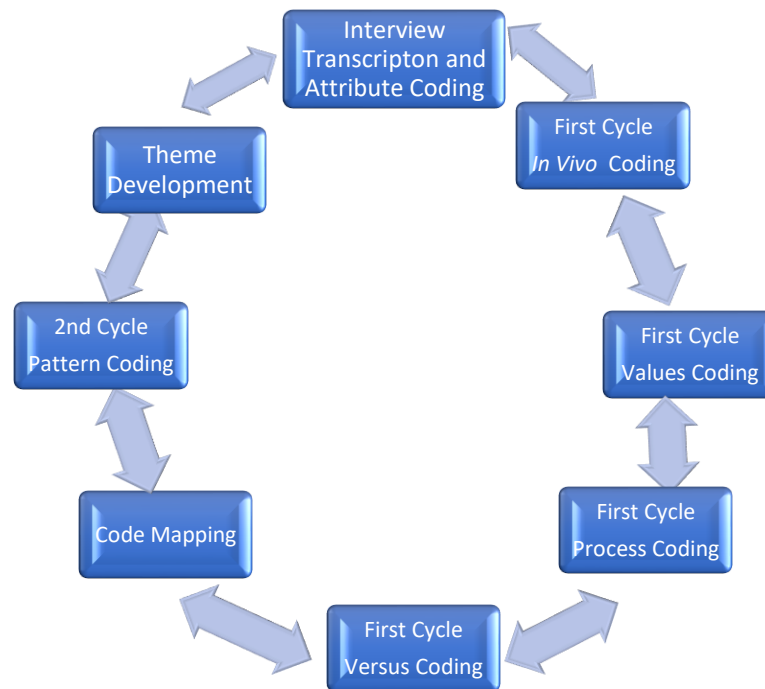 Interview
Transcripton and
Attribute Coding
First Cycle
In Vivo Coding
First Cycle
Values Coding
First Cycle
Process Coding
First Cycle
Versus Coding
Code Mapping
2nd Cycle
Pattern Coding
Theme
Development